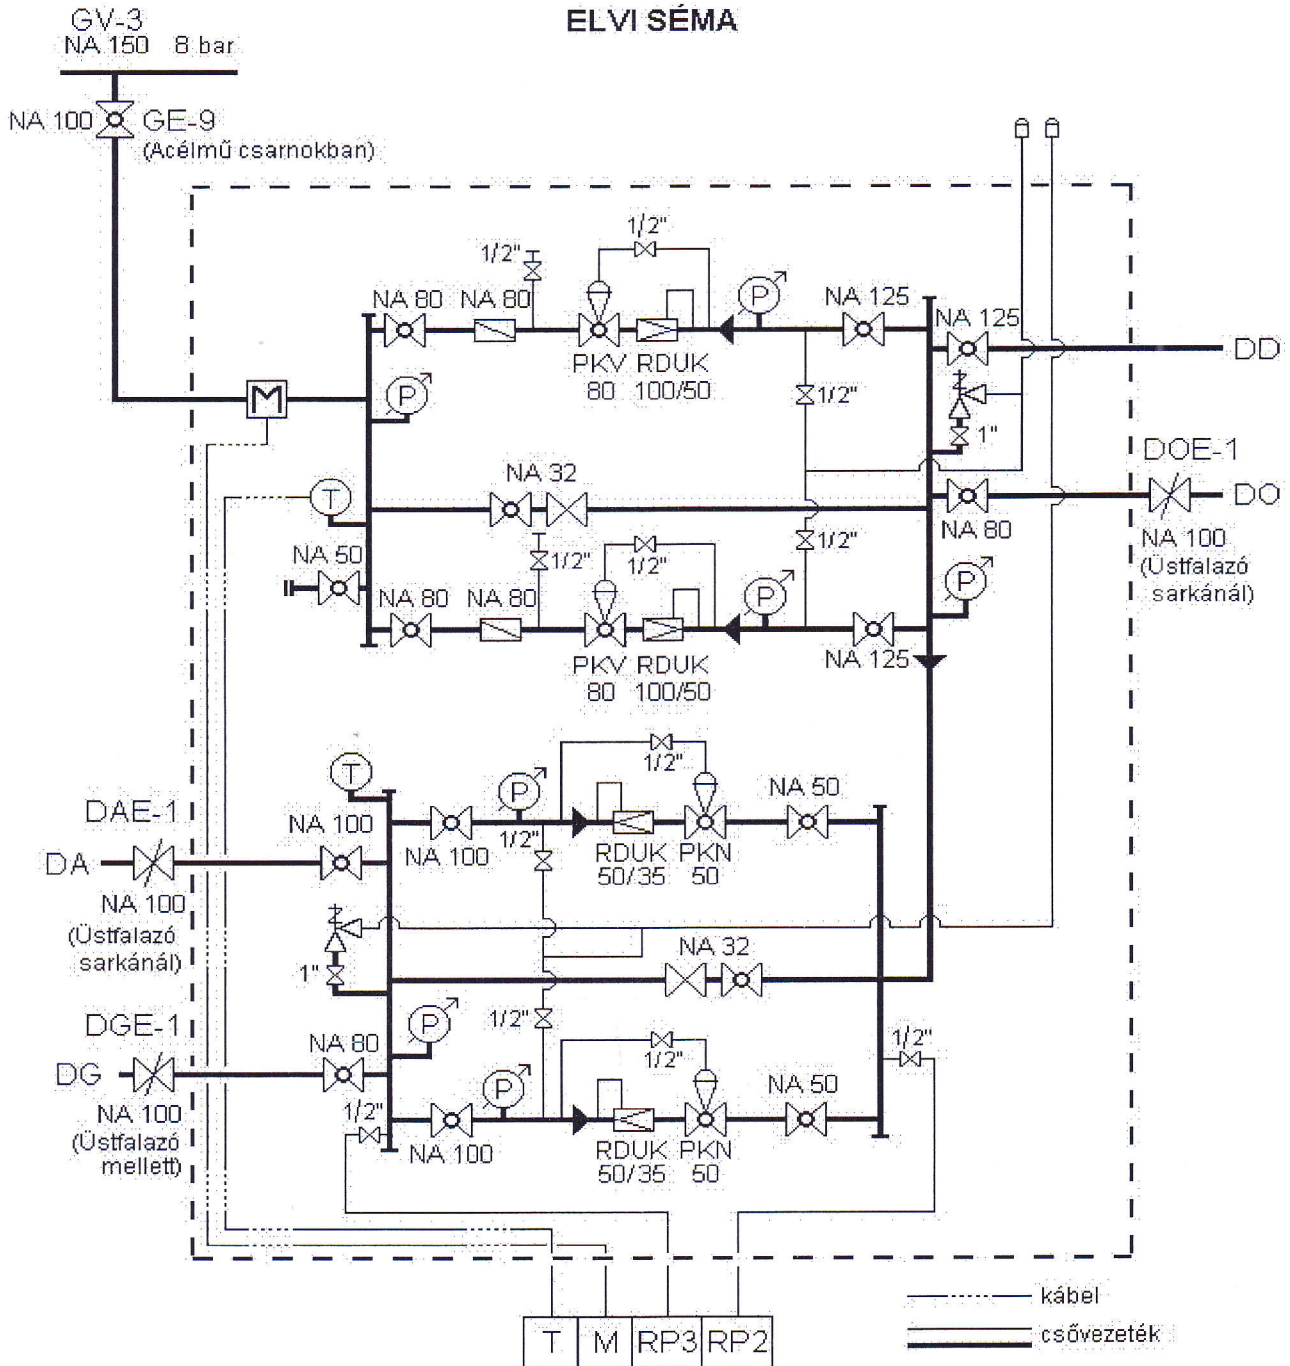 ELVI SÉMA
GV-3
NA 150 8 bar
NA 100
GE-9
(Acélmű csarnokban)
1/2"
1/2"
NA 80
NA 80
P
NA 125
NA 125
DD
PKV
80
RDUK
100/50
M
P
1/2"
1"
DOE-1
NA 32
T
DO
NA 80
NA 100
(Üstfalazó
sarkánál)
NA 50
1/2"
1/2"
1/2"
NA 80
NA 80
P
P
PKV
80
RDUK
100/50
NA 125
T
1/2"
P
NA 50
DAE-1
NA 100
1/2"
NA 100
RDUK
50/35
PKN
50
DA
NA 100
(Üstfalazó
sarkánál)
1"
NA 32
DGE-1
P
1/2"
1/2"
1/2"
NA 80
DG
P
NA 50
NA 100
(Üstfalazó
mellett)
1/2"
NA 100
RDUK
50/35
PKN
50
kábel
csővezeték
T M RP3 RP2